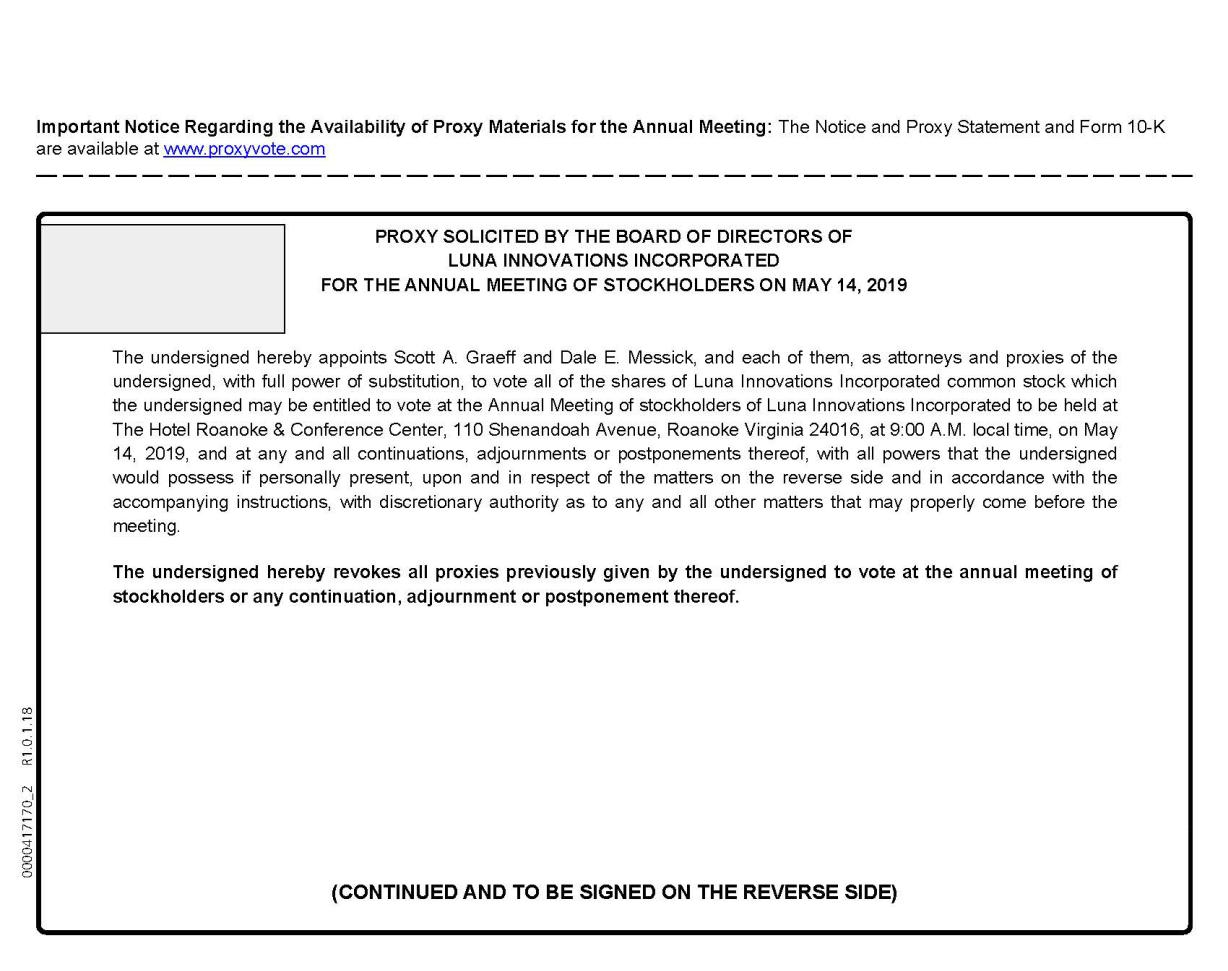 Important Notice Regarding the Availability of Proxy Materials for the Annual Meeting: The Notice and Proxy Statement and Form 10-K
are available at www.proxyvote.com
PROXY SOLICITED BY THE BOARD OF DIRECTORS OF
LUNA INNOVATIONS INCORPORATED
FOR THE ANNUAL MEETING OF STOCKHOLDERS ON MAY 14, 2019
The undersigned hereby appoints Scott A. Graeff and Dale E. Messick, and each of them, as attorneys and proxies of the
undersigned, with full power of substitution, to vote all of the shares of Luna Innovations Incorporated common stock which
the undersigned may be entitled to vote at the Annual Meeting of stockholders of Luna Innovations Incorporated to be held at
The Hotel Roanoke & Conference Center, 110 Shenandoah Avenue, Roanoke Virginia 24016, at 9:00 A.M. local time, on May
14, 2019, and at any and all continuations, adjournments or postponements thereof, with all powers that the undersigned
would possess if personally present, upon and in respect of the matters on the reverse side and in accordance with the
accompanying instructions, with discretionary authority as to any and all other matters that may properly come before the
meeting.
The undersigned hereby revokes all proxies previously given by the undersigned to vote at the annual meeting of
stockholders or any continuation, adjournment or postponement thereof.
0000417170_2 R1.0.1.18
(CONTINUED AND TO BE SIGNED ON THE REVERSE SIDE)